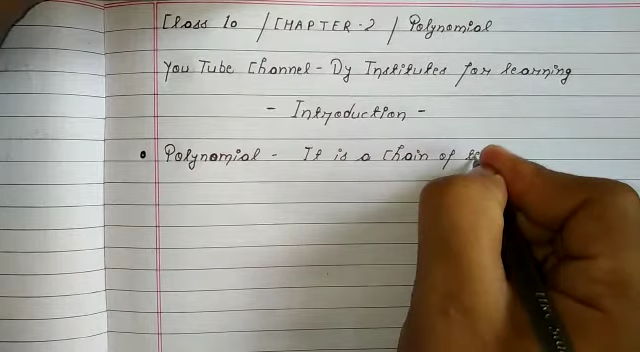 Class 10 / CHAPTER-2 / Polynomial
You Tube Channel - Dy Institutes for learning
- Introduction -
• Polynomial - It is a chain of